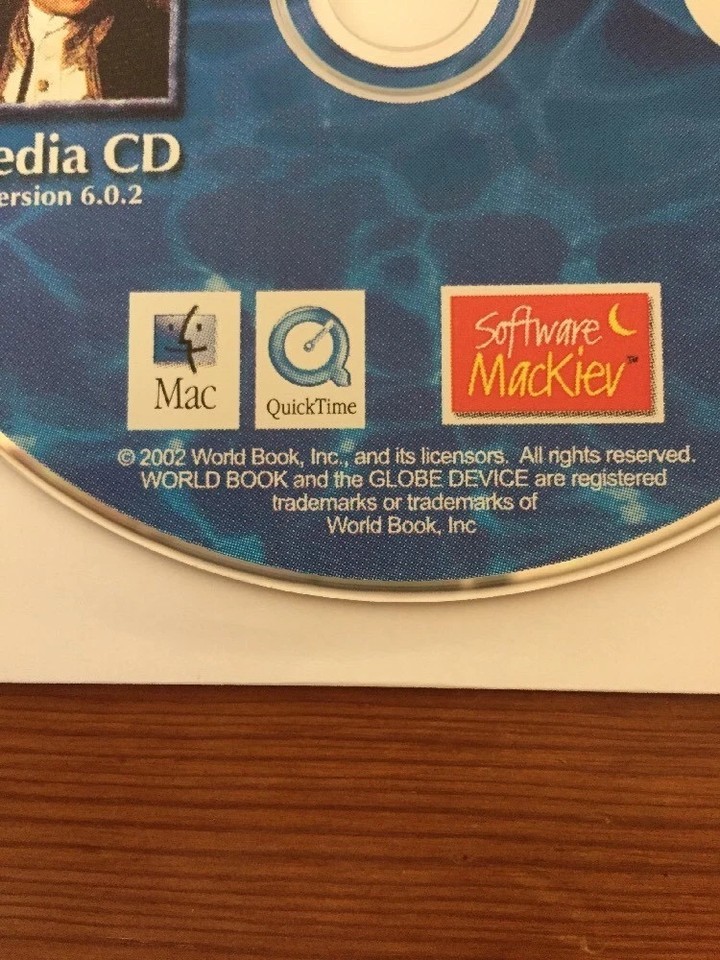 edia CD
ersion 6.0.2
Mac
QuickTime
Software
MacKiev™
© 2002 World Book, Inc., and its licensors. All rights reserved.
WORLD BOOK and the GLOBE DEVICE are registered
trademarks or trademarks of
World Book, Inc